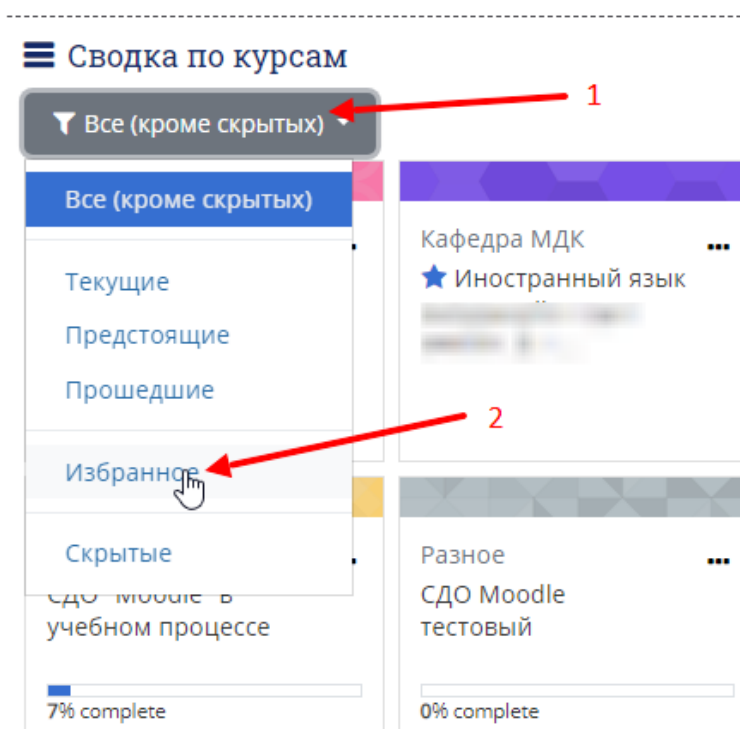 Сводка по курсам
1
Все (кроме скрытых)
Все (кроме скрытых)
Текущие
Предстоящие
Прошедшие
2
Избранное
Скрытые
Кафедра МДК
Иностранный язык
СДО "Moodle" в
учебном процессе
7% complete
Разное
СДО Moodle
тестовый
0% complete